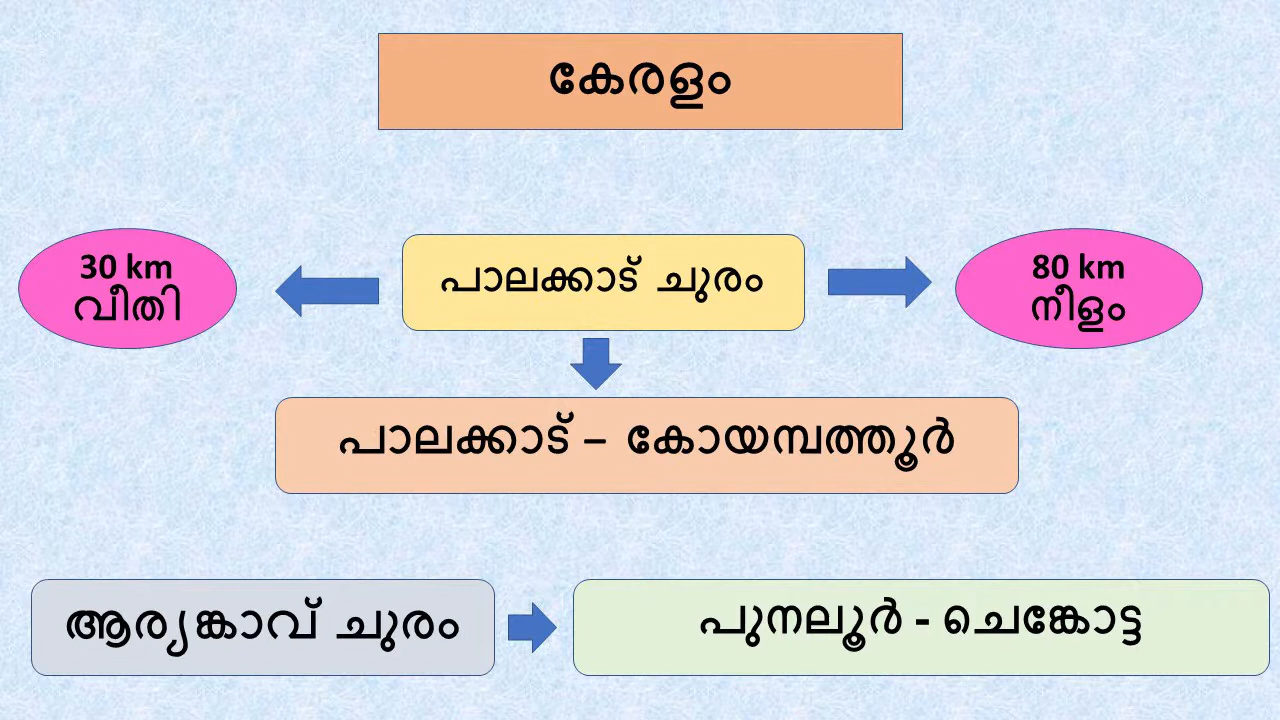 കേരളം
30 km
വീതി
പാലക്കാട് ചുരം
80 km
നീളം
പാലക്കാട് – കോയമ്പത്തൂർ
ആര്യങ്കാവ് ചുരം
പുനലൂർ - ചെങ്കോട്ട